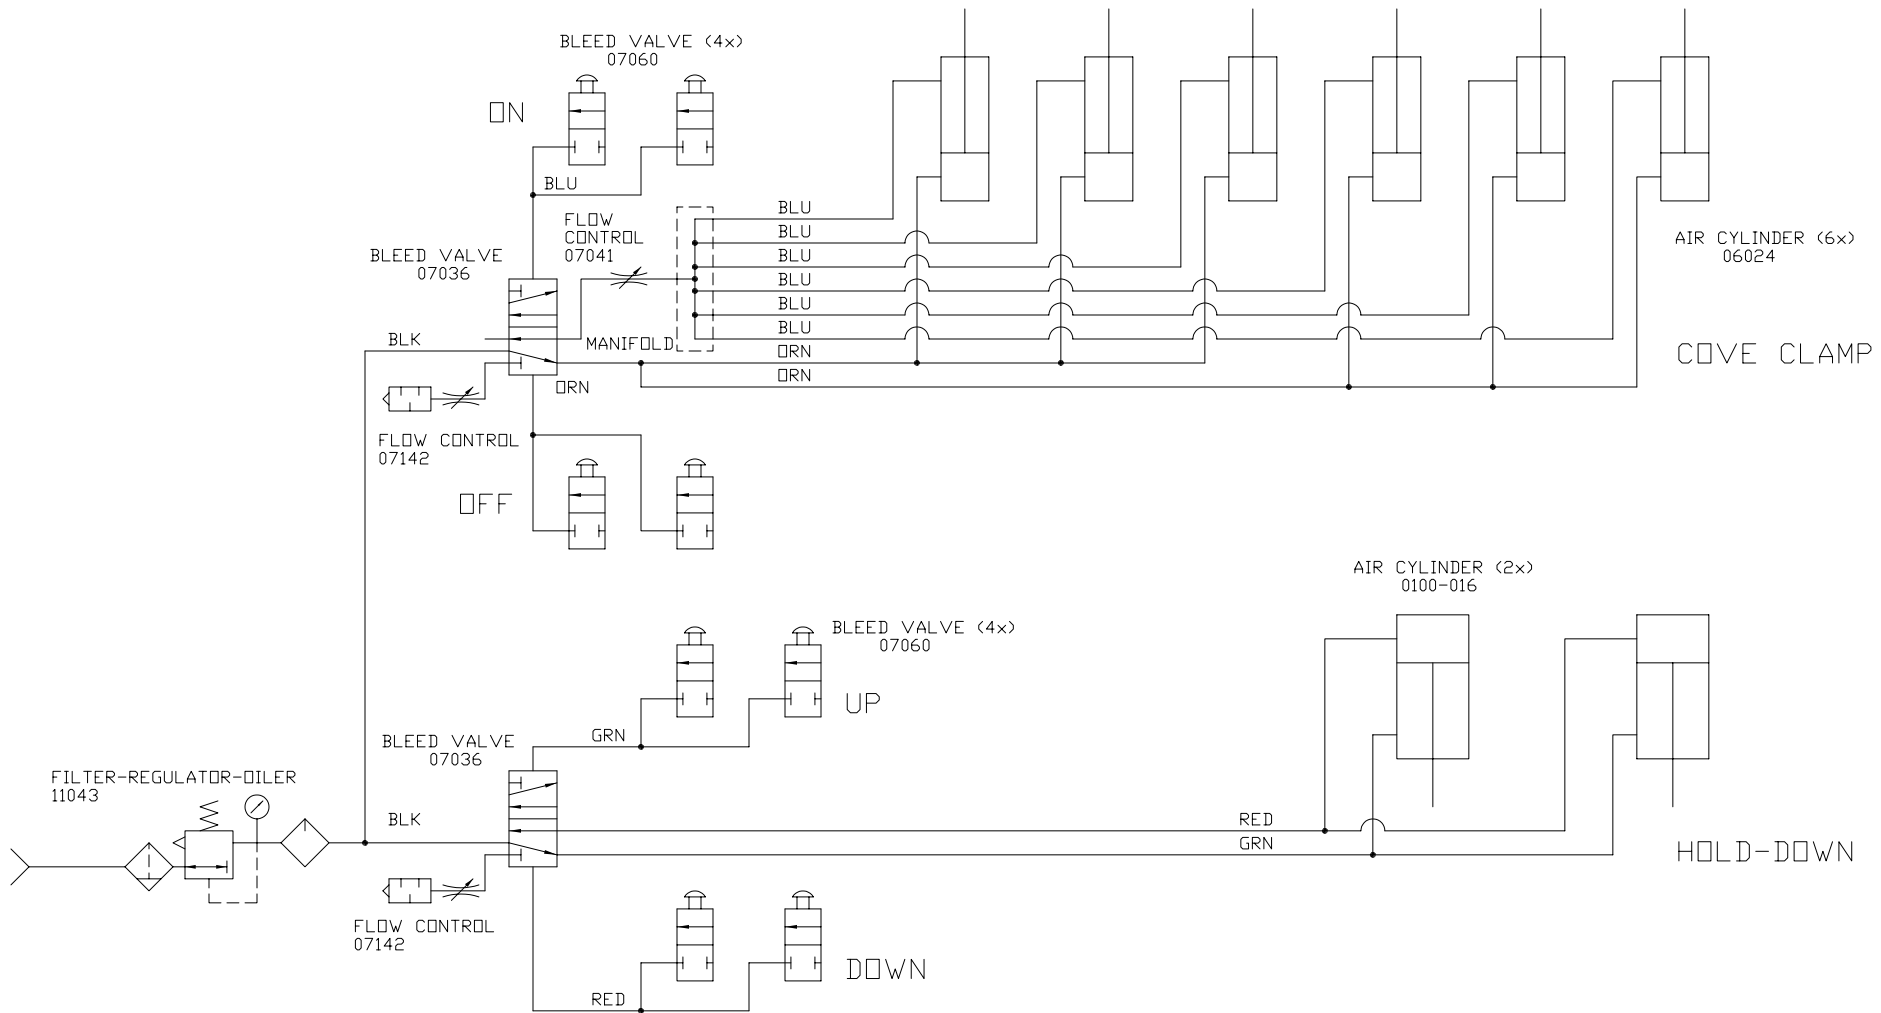 BLEED VALVE (4x)
07060
ON
BLU
FLOW
CONTROL
07041
BLEED VALVE
07036
BLU
BLU
BLU
BLU
BLU
BLU
AIR CYLINDER (6x)
06024
BLK
MANIFOLD
ORN
ORN
ORN
COVE CLAMP
FLOW CONTROL
07142
OFF
AIR CYLINDER (2x)
0100-016
BLEED VALVE (4x)
07060
UP
GRN
BLEED VALVE
07036
FILTER-REGULATOR-OILER
11043
BLK
RED
GRN
HOLD-DOWN
FLOW CONTROL
07142
DOWN
RED